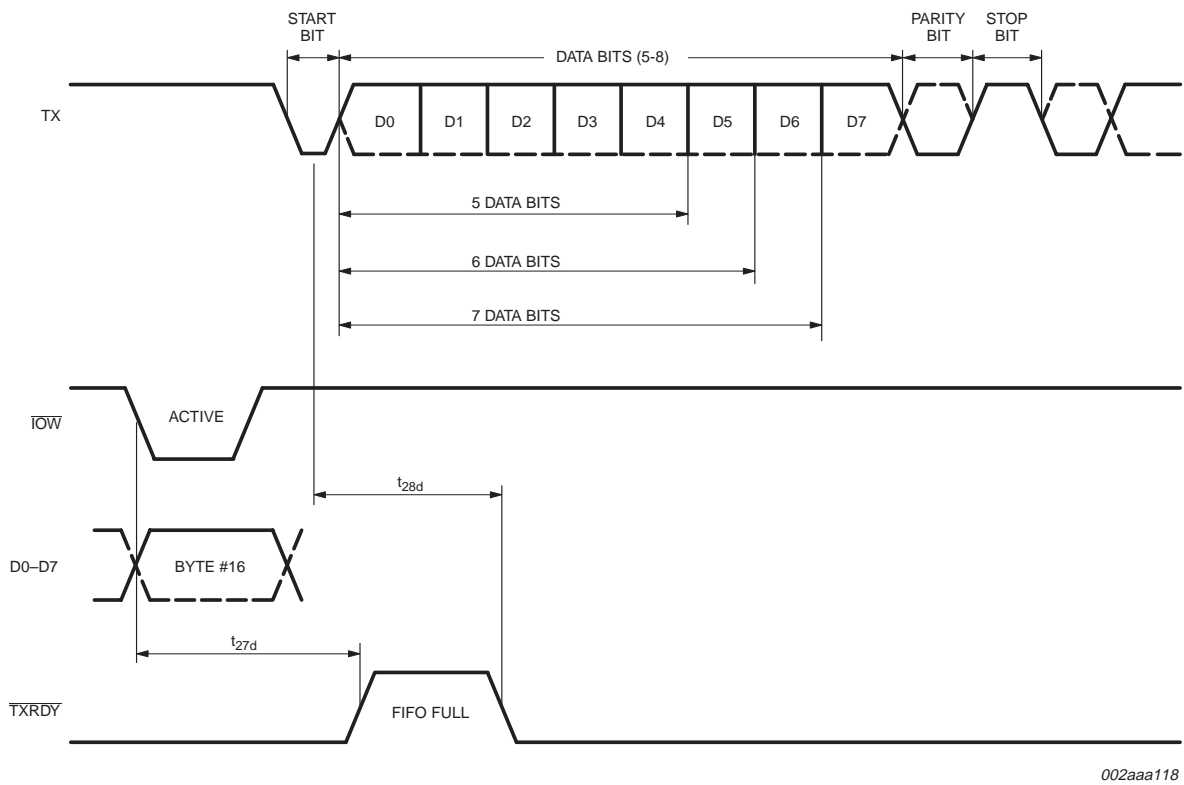 START
BIT
DATA BITS (5-8)
PARITY
BIT
STOP
BIT
TX
D0 D1 D2 D3 D4 D5 D6 D7
5 DATA BITS
6 DATA BITS
7 DATA BITS
IOW
ACTIVE
t28d
D0–D7
BYTE #16
t27d
TXRDY
FIFO FULL
002aaa118